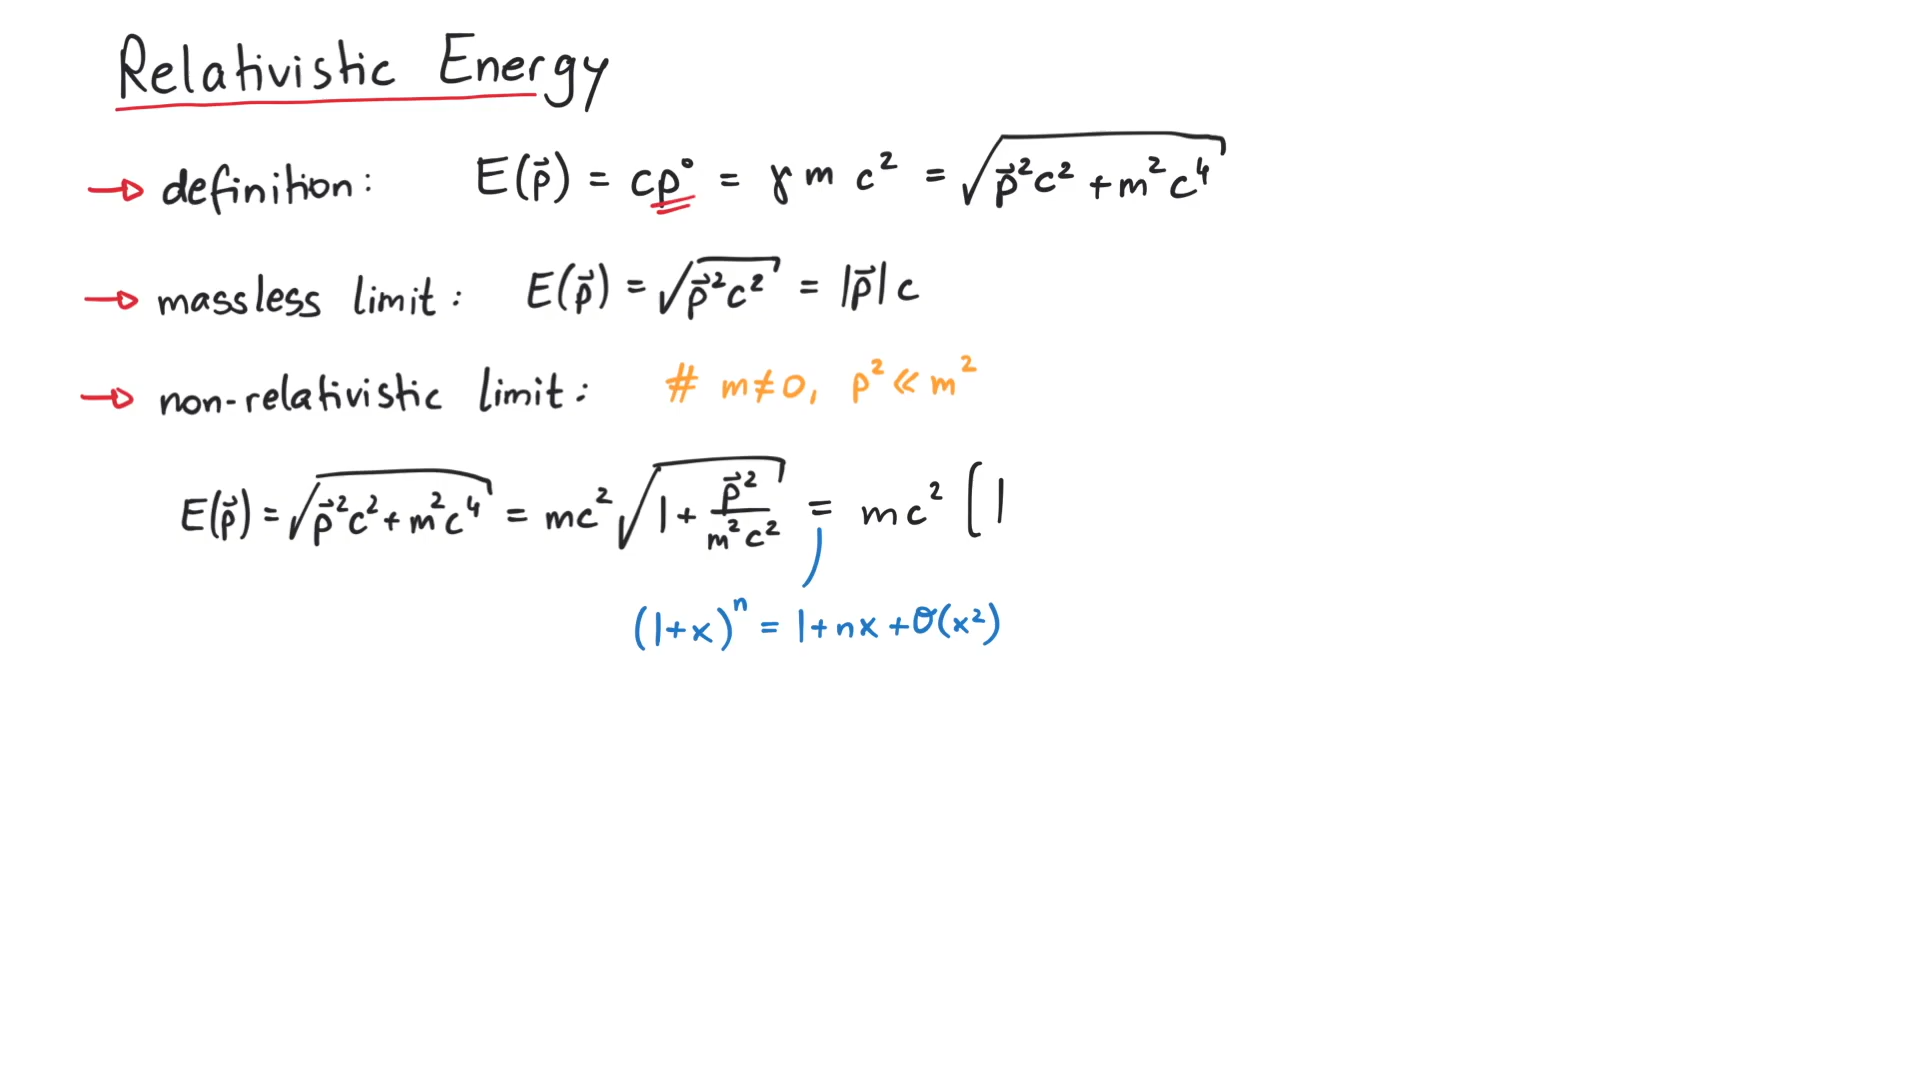 Relativistic Energy
→ definition: E(p⃗) = cp⁰ = γ m c² = √(p⃗²c² + m²c⁴)
→ massless limit: E(p⃗) = √(p⃗²c²) = |p⃗| c
→ non-relativistic limit: # m≠0, p² ≪ m²
E(p⃗) = √(p⃗²c² + m²c⁴) = mc² √(1 + p⃗²/m²c²) = mc² [ 1
(1+x)ⁿ = 1 + nx + O(x²)